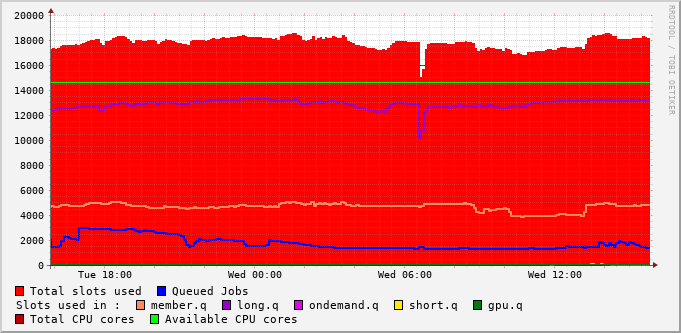 20000
18000
16000
14000
12000
10000
8000
6000
4000
2000
0
Tue 18:00 Wed 00:00 Wed 06:00 Wed 12:00
RRDTOOL / TOBI OETIKER
Total slots used Queued Jobs
Slots used in : member.q long.q ondemand.q short.q gpu.q
Total CPU cores Available CPU cores